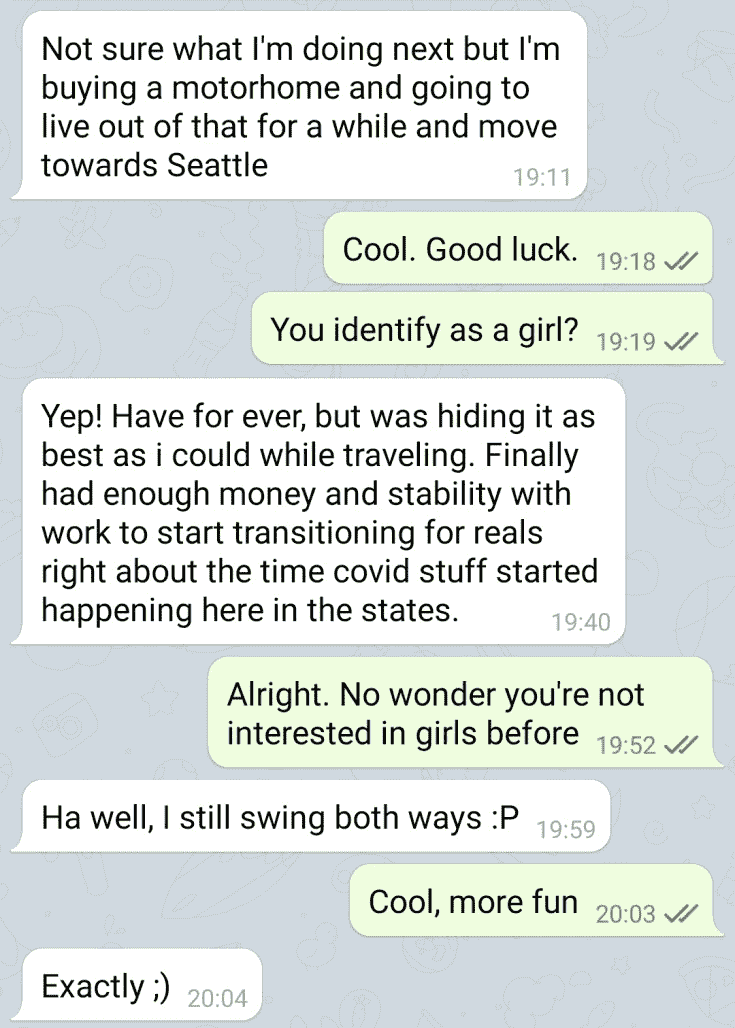 Not sure what I'm doing next but I'm
buying a motorhome and going to
live out of that for a while and move
towards Seattle
19:11
Cool. Good luck.
19:18
You identify as a girl?
19:19
Yep! Have for ever, but was hiding it as
best as i could while traveling. Finally
had enough money and stability with
work to start transitioning for reals
right about the time covid stuff started
happening here in the states.
19:40
Alright. No wonder you're not
interested in girls before
19:52
Ha well, I still swing both ways :P
19:59
Cool, more fun
20:03
Exactly ;)
20:04